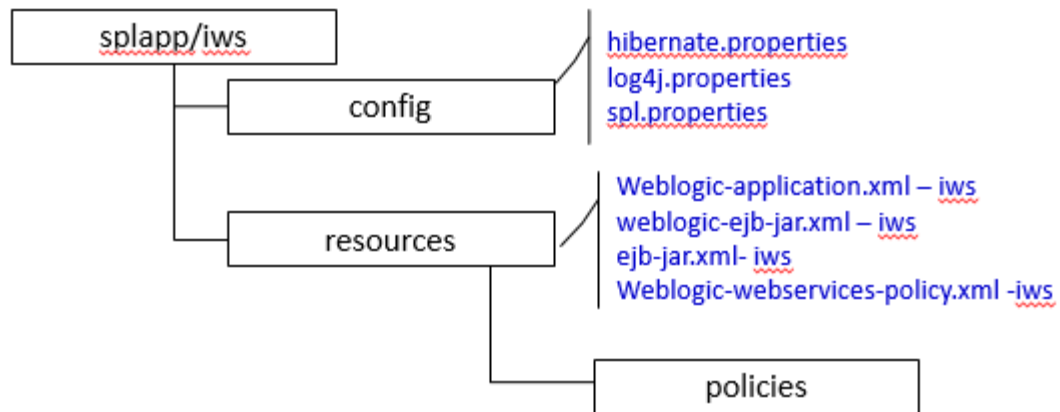 splapp/iws
hibernate.properties
log4j.properties
config
spl.properties
Weblogic-application.xml – iws
weblogic-ejb-jar.xml – iws
resources
ejb-jar.xml- iws
Weblogic-webservices-policy.xml -iws
policies